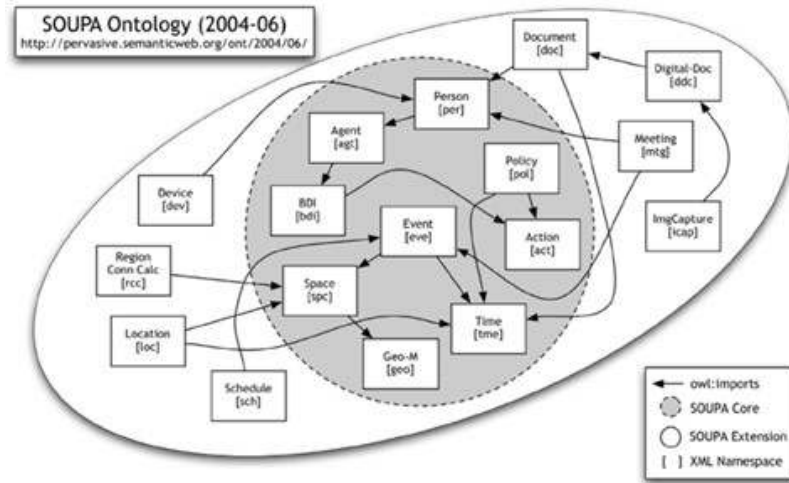 SOUPA Ontology (2004-06)
http://pervasive.semanticweb.org/ont/2004/06/
Document
[doc]
Digital-Doc
[ddc]
Person
[per]
Agent
[agt]
Meeting
[mtg]
Policy
[pol]
Device
[dev]
BDI
[bdi]
ImgCapture
[icap]
Event
[eve]
Action
[act]
Region
Conn Calc
[rcc]
Space
[spc]
Location
[loc]
Time
[tme]
Geo-M
[geo]
Schedule
[sch]
owl:imports
SOUPA Core
SOUPA Extension
[ ] XML Namespace